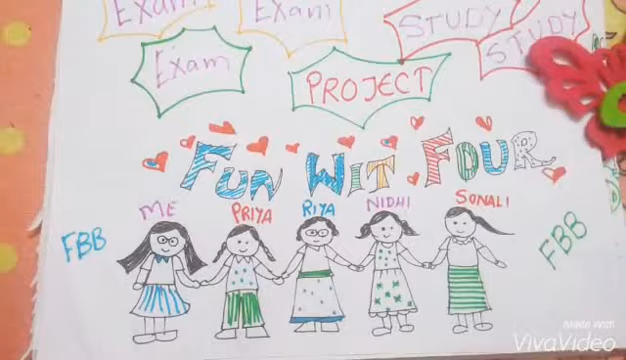 Exam Exam STUDY
Exam PROJECT STUDY
FUN WIT FOUR
ME PRIYA RIYA NIDHI SONALI
FBB FBB
Made with
VivaVideo